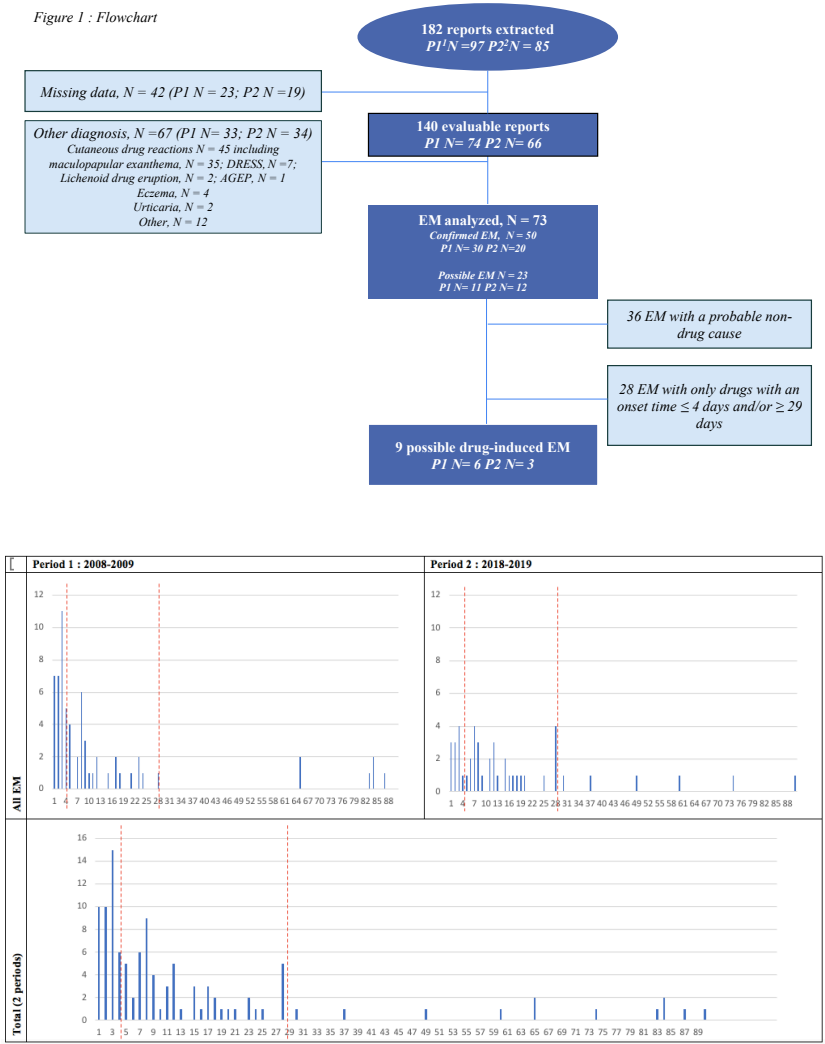 Figure 1 : Flowchart
182 reports extracted
P1¹N =97 P2²N = 85
Missing data, N = 42 (P1 N = 23; P2 N =19)
140 evaluable reports
P1 N= 74 P2 N= 66
Other diagnosis, N =67 (P1 N= 33; P2 N = 34)
Cutaneous drug reactions N = 45 including
maculopapular exanthema, N = 35; DRESS, N =7;
Lichenoid drug eruption, N = 2; AGEP, N = 1
Eczema, N = 4
Urticaria, N = 2
Other, N = 12
EM analyzed, N = 73
Confirmed EM, N = 50
P1 N= 30 P2 N=20
Possible EM N = 23
P1 N= 11 P2 N= 12
36 EM with a probable non-
drug cause
28 EM with only drugs with an
onset time ≤ 4 days and/or ≥ 29
days
9 possible drug-induced EM
P1 N= 6 P2 N= 3
[
Period 1 : 2008-2009
Period 2 : 2018-2019
All EM
12
10
8
6
4
2
0
1 4 7 10 13 16 19 22 25 28 31 34 37 40 43 46 49 52 55 58 61 64 67 70 73 76 79 82 85 88
12
10
8
6
4
2
0
1 4 7 10 13 16 19 22 25 28 31 34 37 40 43 46 49 52 55 58 61 64 67 70 73 76 79 82 85 88
Total (2 periods)
16
14
12
10
8
6
4
2
0
1 3 5 7 9 11 13 15 17 19 21 23 25 27 29 31 33 35 37 39 41 43 45 47 49 51 53 55 57 59 61 63 65 67 69 71 73 75 77 79 81 83 85 87 89